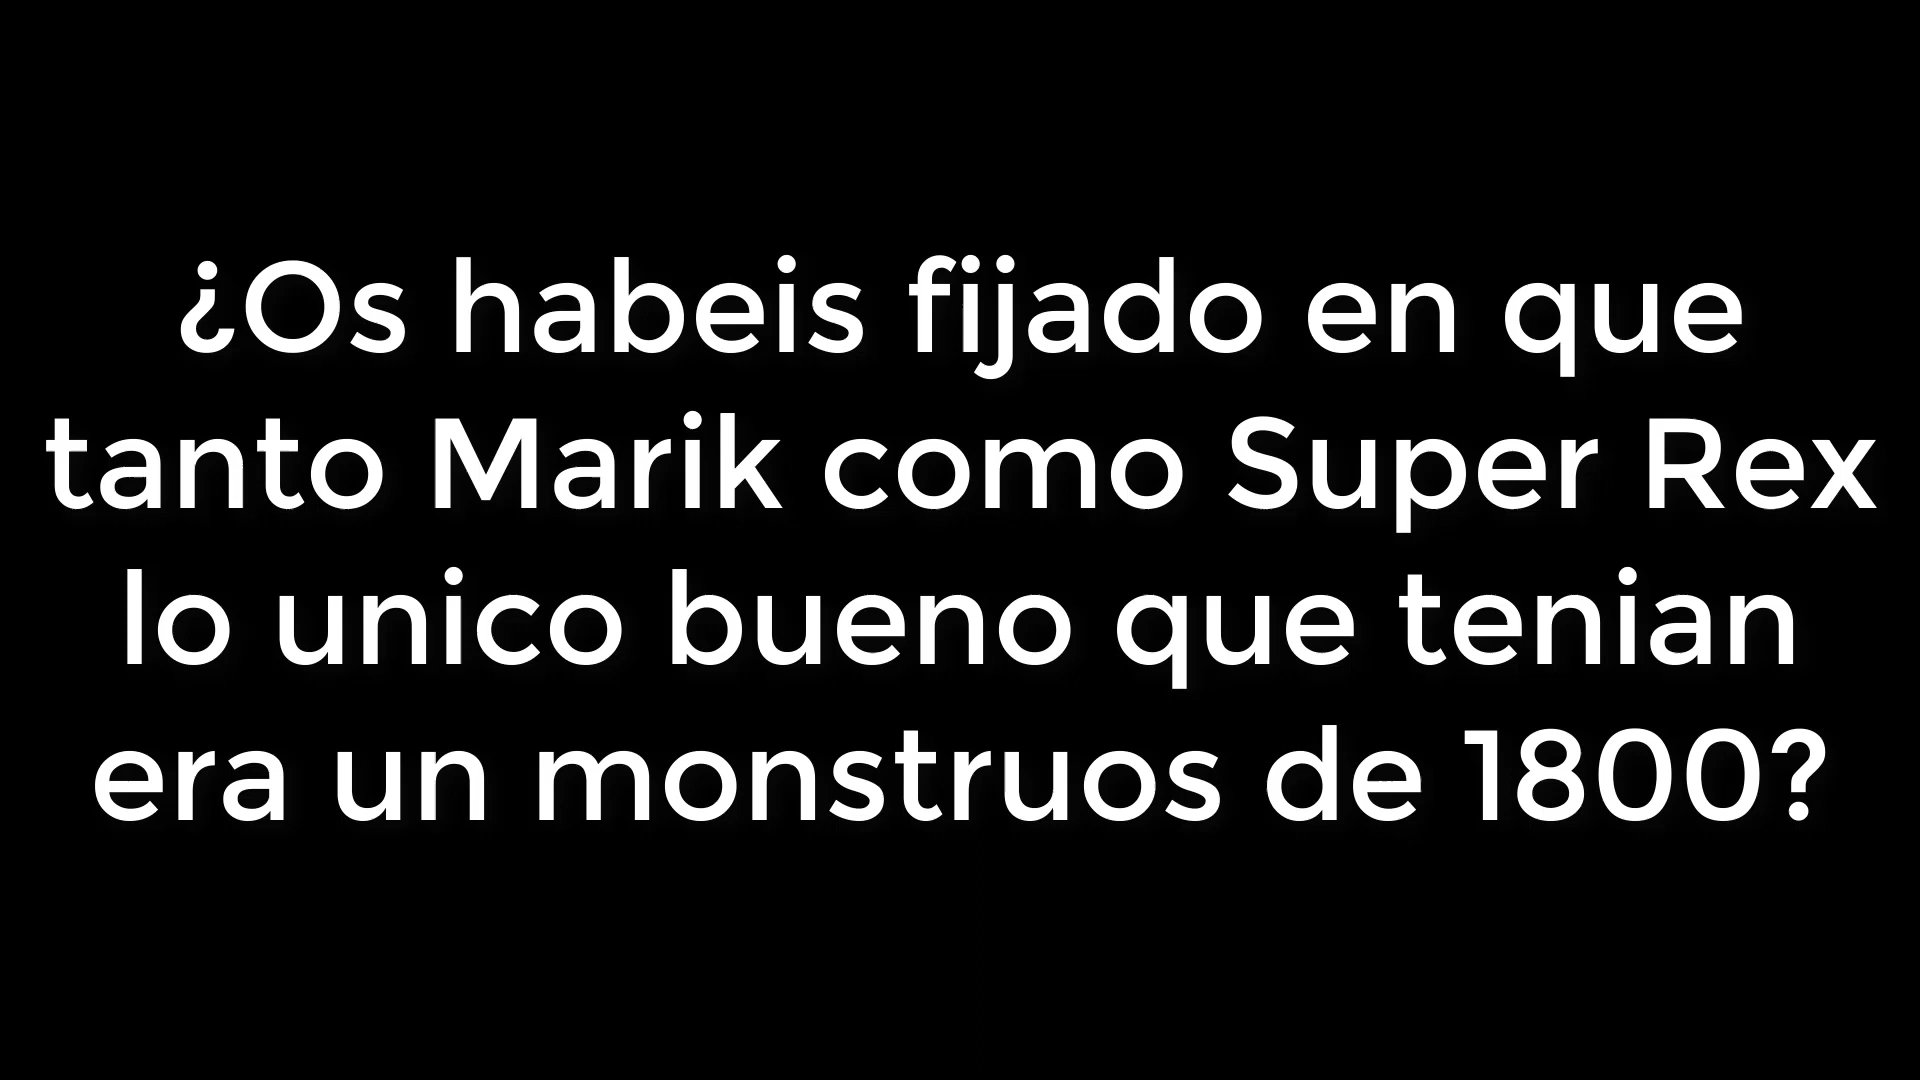 ¿Os habeis fijado en que
tanto Marik como Super Rex
lo unico bueno que tenian
era un monstruos de 1800?